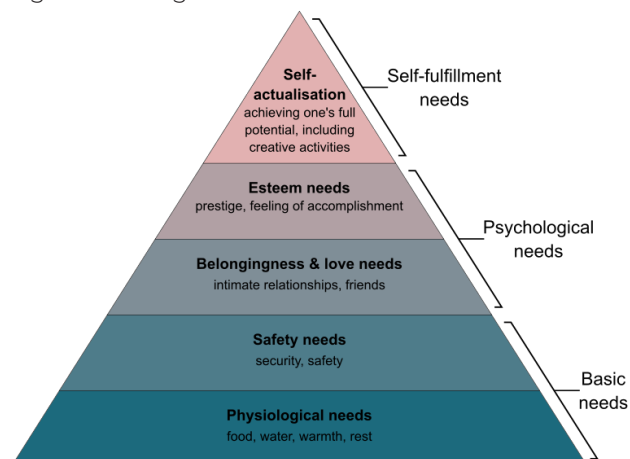 Self-
actualisation
achieving one's full
potential, including
creative activities
Self-fulfillment
needs
Esteem needs
prestige, feeling of accomplishment
Psychological
needs
Belongingness & love needs
intimate relationships, friends
Safety needs
security, safety
Basic
needs
Physiological needs
food, water, warmth, rest